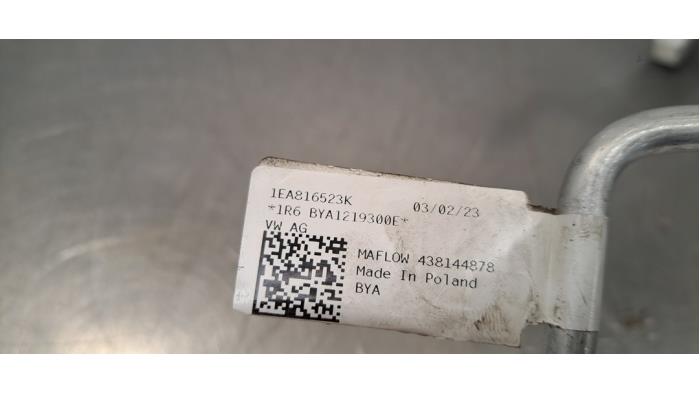 1EA816523K 03/02/23
*1R6 BYA1219300E*
VW AG
MAFLOW 438144878
Made In Poland
BYA